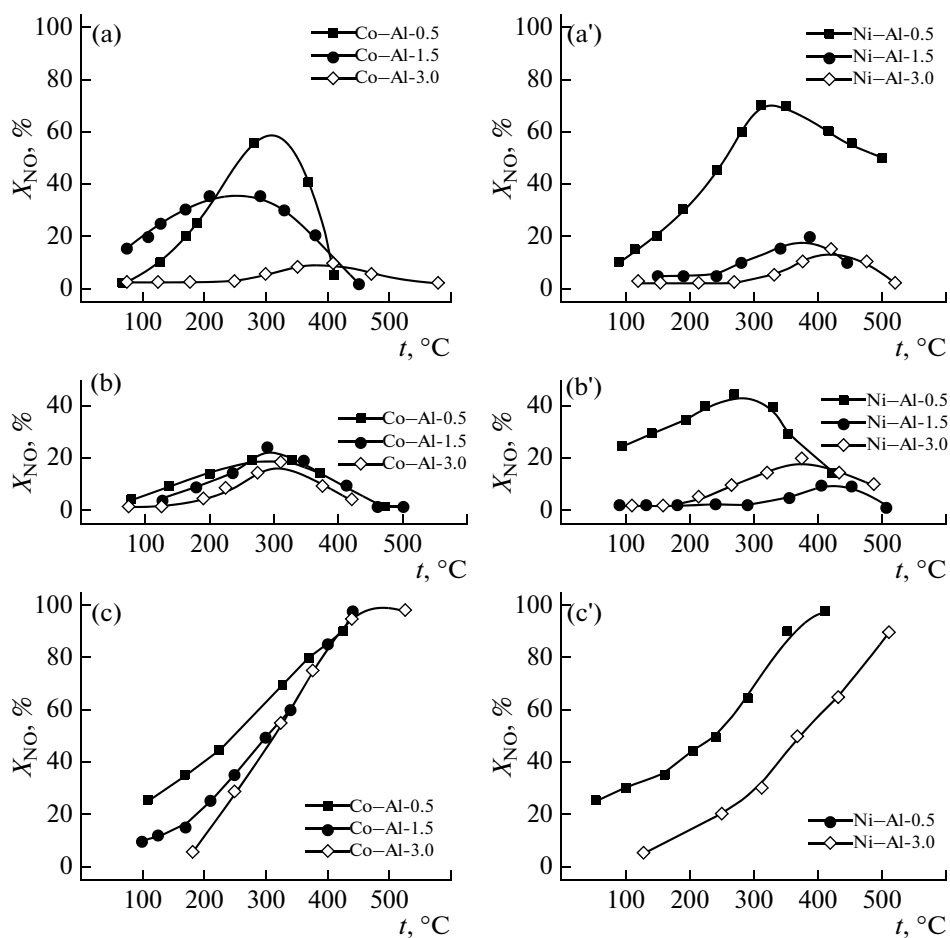 (a)
Co–Al-0.5
Co–Al-1.5
Co–Al-3.0
100
80
60
40
20
0
X_NO, %
100 200 300 400 500
t, °C
(a')
Ni–Al-0.5
Ni–Al-1.5
Ni–Al-3.0
100
80
60
40
20
0
X_NO, %
100 200 300 400 500
t, °C
(b)
Co–Al-0.5
Co–Al-1.5
Co–Al-3.0
40
20
0
X_NO, %
100 200 300 400 500
t, °C
(b')
Ni–Al-0.5
Ni–Al-1.5
Ni–Al-3.0
40
20
0
X_NO, %
100 200 300 400 500
t, °C
(c)
100
80
60
40
20
0
X_NO, %
Co–Al-0.5
Co–Al-1.5
Co–Al-3.0
100 200 300 400 500
t, °C
(c')
100
80
60
40
20
0
X_NO, %
Ni–Al-0.5
Ni–Al-3.0
100 200 300 400 500
t, °C